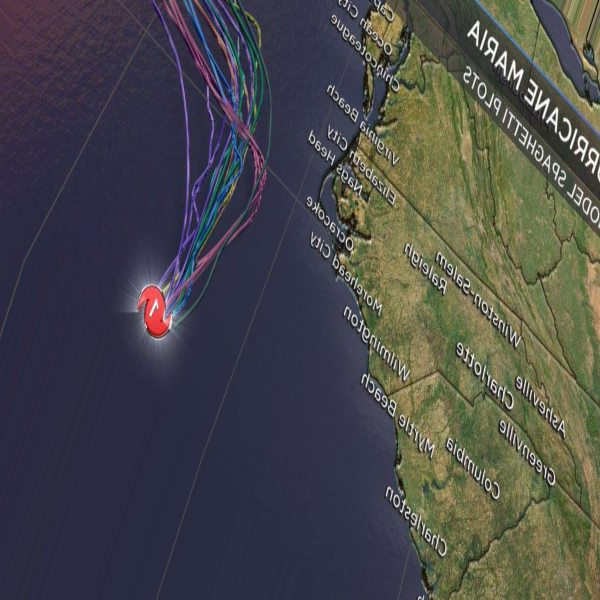 URRICANE MARIA
ODEL SPAGHETTI PLOTS
Ocean City
Chincoteague
Virginia Beach
Elizabeth City
Nags Head
Ocracoke
Morehead City
Raleigh
Winston-Salem
Wilmington
Charlotte
Asheville
Myrtle Beach
Greenville
Columbia
Charleston
1